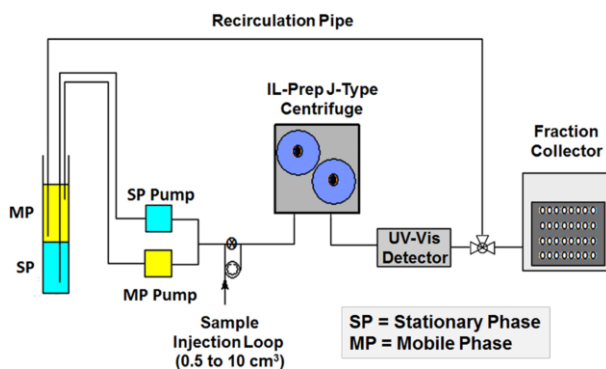 Recirculation Pipe
IL-Prep J-Type
Centrifuge
Fraction
Collector
SP Pump
MP
SP
UV-Vis
Detector
MP Pump
Sample
Injection Loop
(0.5 to 10 cm³)
SP = Stationary Phase
MP = Mobile Phase